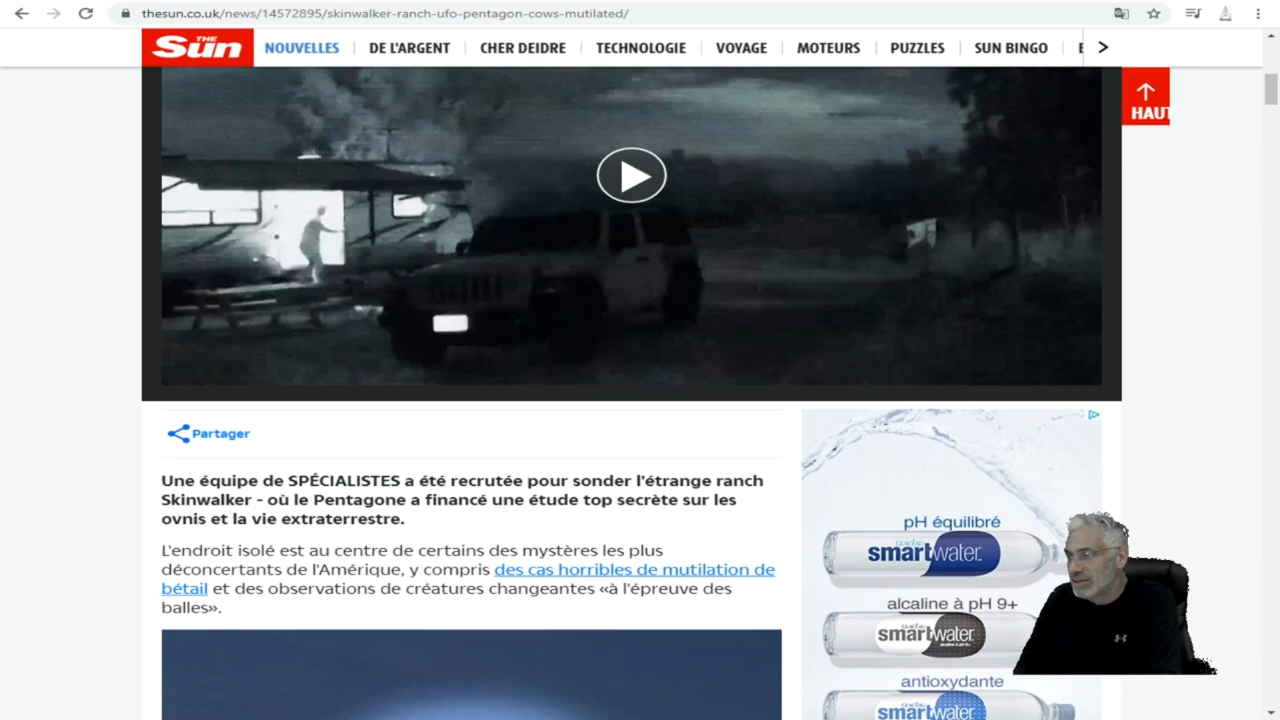 thesun.co.uk/news/14572895/skinwalker-ranch-ufo-pentagon-cows-mutilated/
THE Sun NOUVELLES DE L'ARGENT CHER DEIDRE TECHNOLOGIE VOYAGE MOTEURS PUZZLES SUN BINGO
HAUT
Partager
Une équipe de SPÉCIALISTES a été recrutée pour sonder l'étrange ranch
Skinwalker - où le Pentagone a financé une étude top secrète sur les
ovnis et la vie extraterrestre.
L'endroit isolé est au centre de certains des mystères les plus
déconcertants de l'Amérique, y compris des cas horribles de mutilation de
bétail et des observations de créatures changeantes «à l'épreuve des
balles».
pH équilibré
GLACÉAU
smartwater.
alcaline à pH 9+
GLACÉAU
smartwater
antioxydante
smartwater